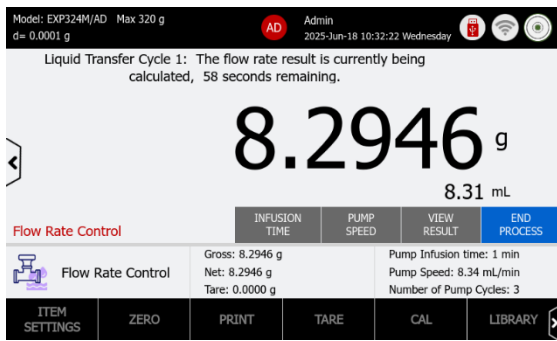 Model: EXP324M/AD Max 320 g
d= 0.0001 g
AD
Admin
2025-Jun-18 10:32:22 Wednesday
Liquid Transfer Cycle 1: The flow rate result is currently being
calculated, 58 seconds remaining.
8.2946 g
8.31 mL
Flow Rate Control
INFUSION
TIME
PUMP
SPEED
VIEW
RESULT
END
PROCESS
Flow Rate Control
Gross: 8.2946 g
Net: 8.2946 g
Tare: 0.0000 g
Pump Infusion time: 1 min
Pump Speed: 8.34 mL/min
Number of Pump Cycles: 3
ITEM
SETTINGS
ZERO
PRINT
TARE
CAL
LIBRARY